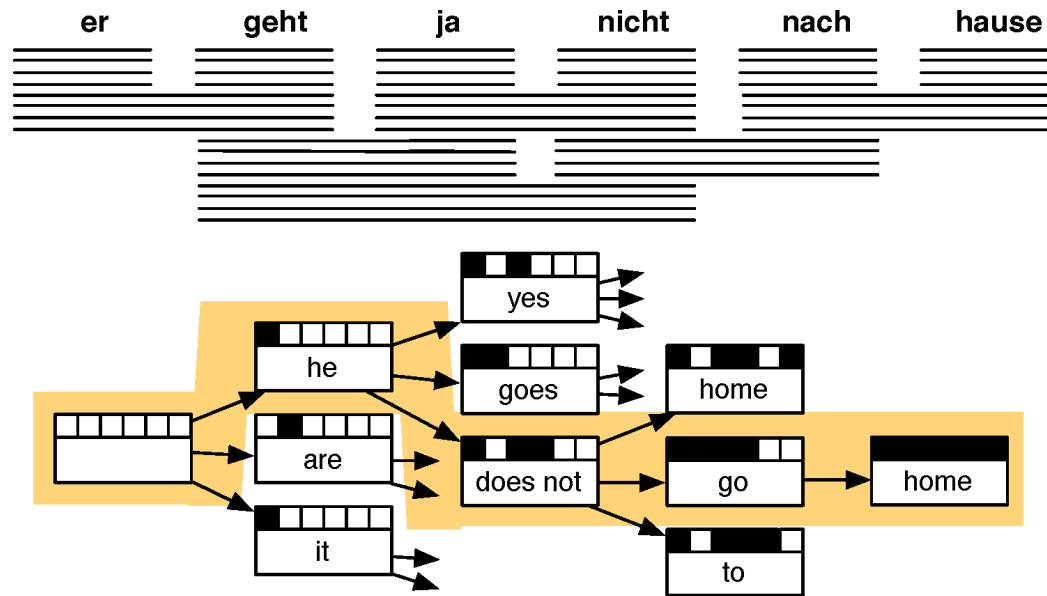 er geht ja nicht nach hause
yes
he goes home
are does not go home
it to